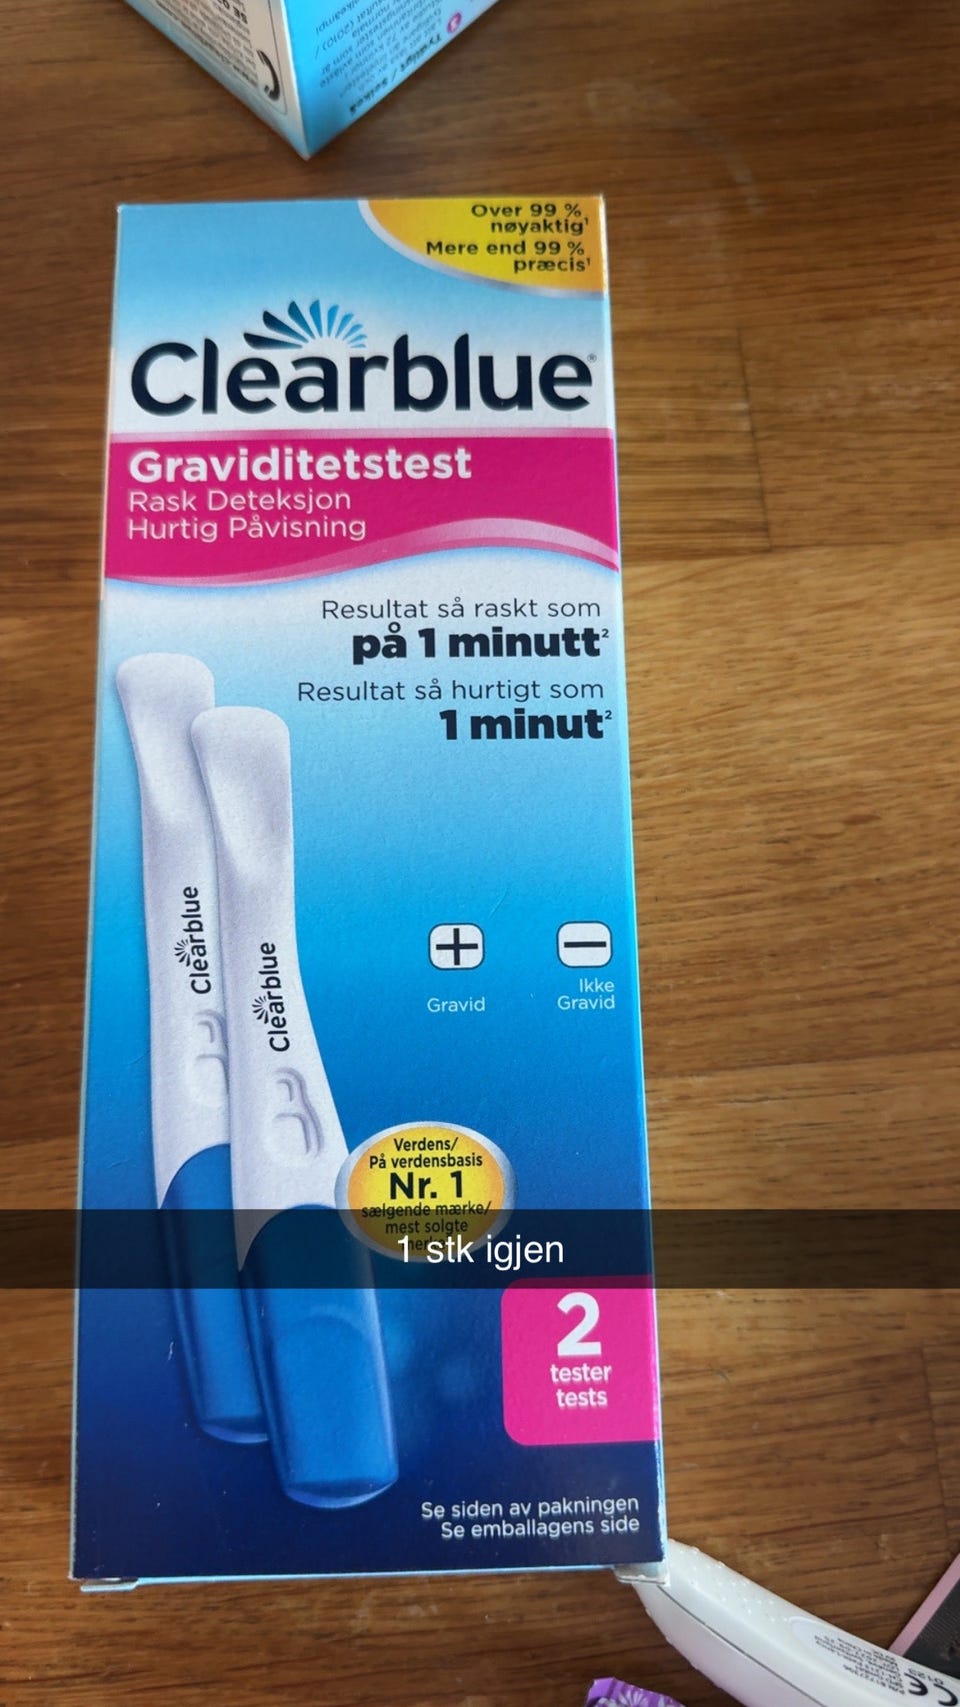 Over 99 %
nøyaktig¹
Mere end 99 %
præcis¹
Clearblue®
Graviditetstest
Rask Deteksjon
Hurtig Påvisning
Resultat så raskt som
på 1 minutt²
Resultat så hurtigt som
1 minut²
Clearblue
Clearblue
Gravid
Ikke
Gravid
Verdens/
På verdensbasis
Nr. 1
sælgende mærke/
mest solgte
1 stk igjen
2
tester
tests
Se siden av pakningen
Se emballagens side